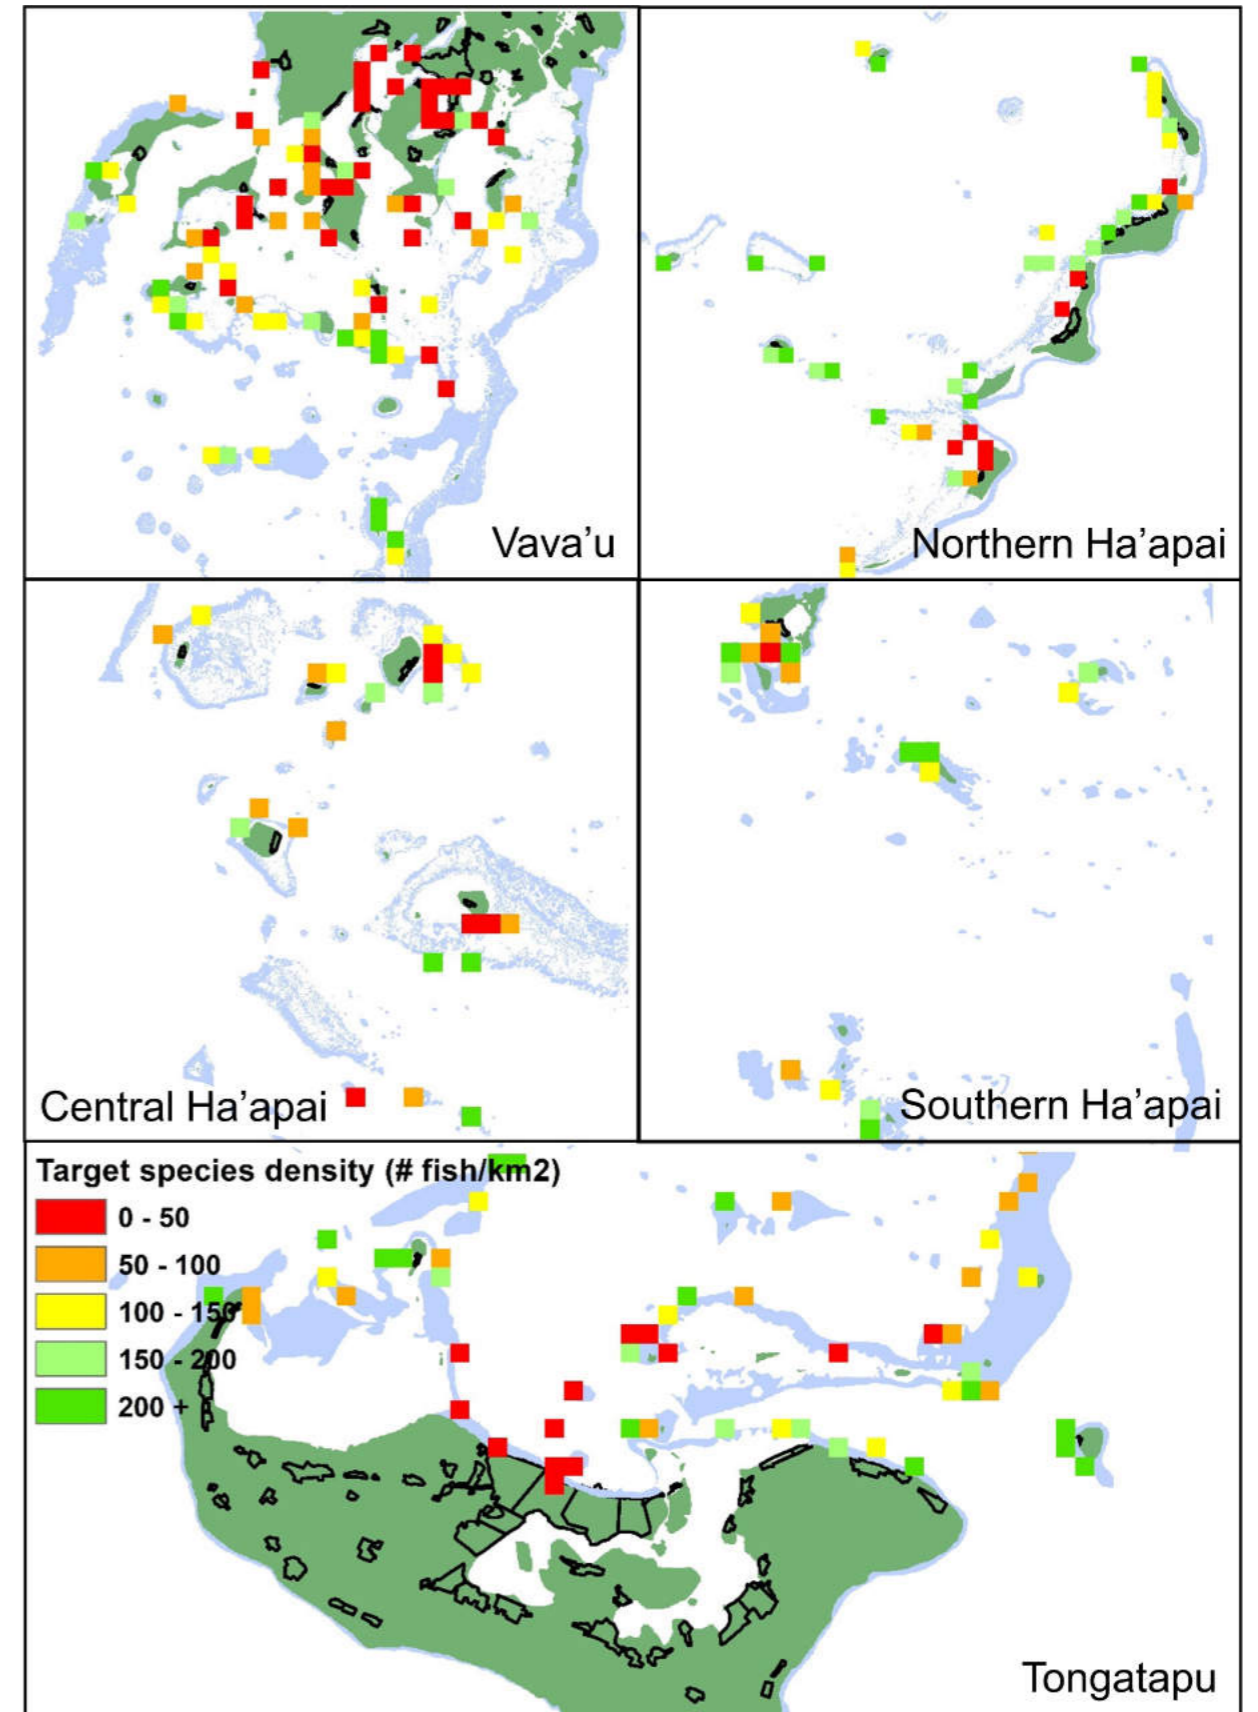 Vava'u
Northern Ha'apai
Central Ha'apai
Southern Ha'apai
Target species density (# fish/km2)
0 - 50
50 - 100
100 - 150
150 - 200
200 +
Tongatapu